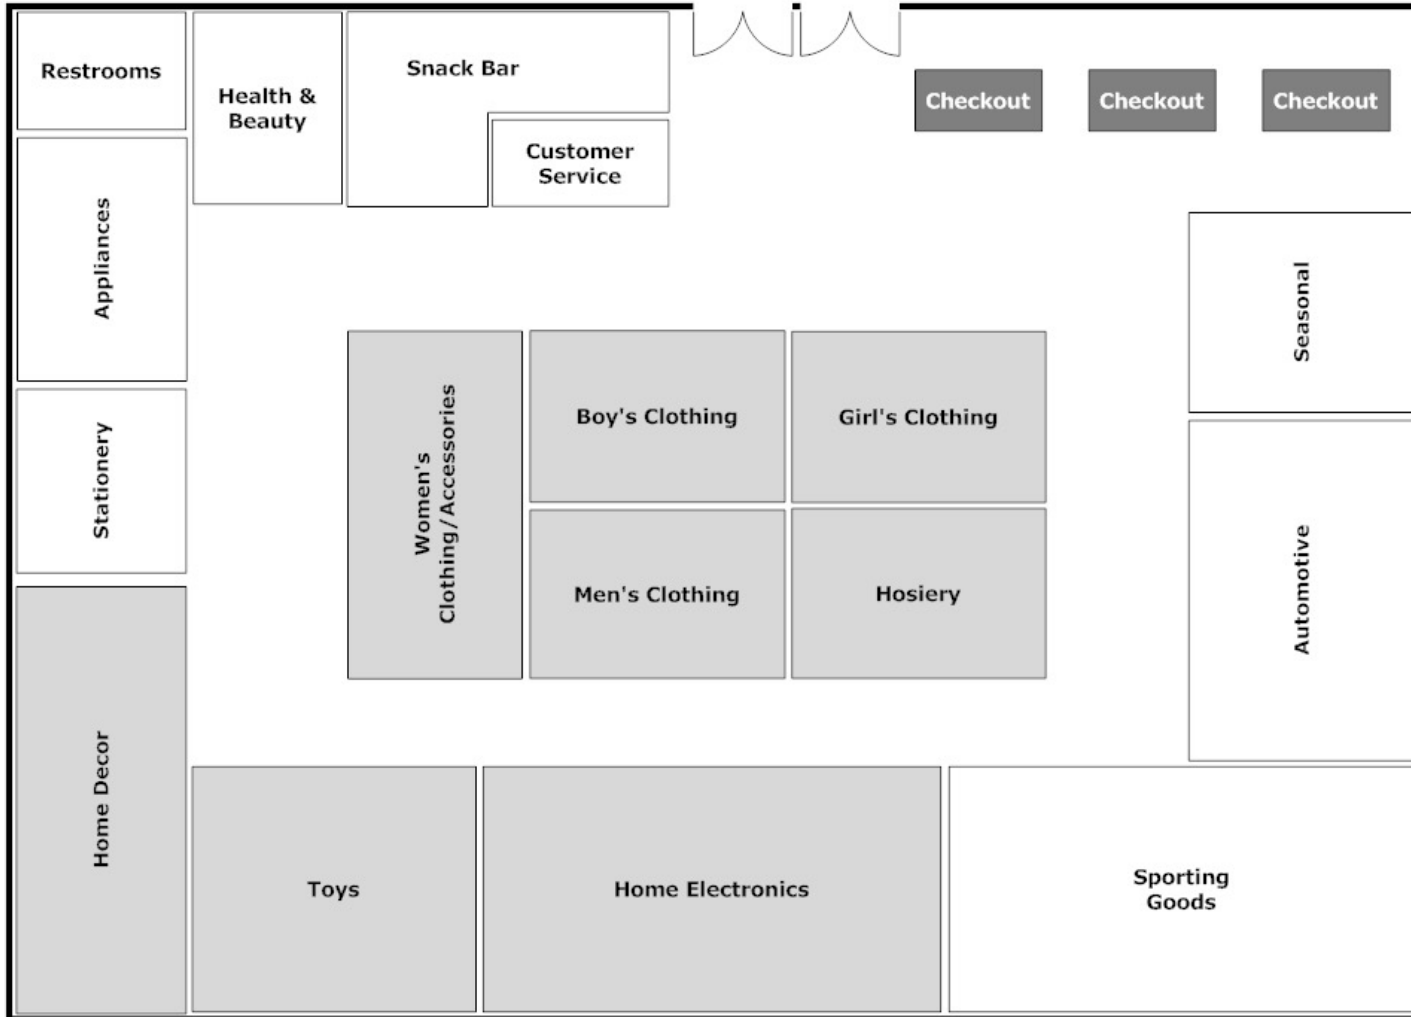 Restrooms
Health &
Beauty
Snack Bar
Customer
Service
Checkout
Checkout
Checkout
Appliances
Seasonal
Stationery
Women's
Clothing/Accessories
Boy's Clothing
Girl's Clothing
Men's Clothing
Hosiery
Automotive
Home Decor
Toys
Home Electronics
Sporting
Goods